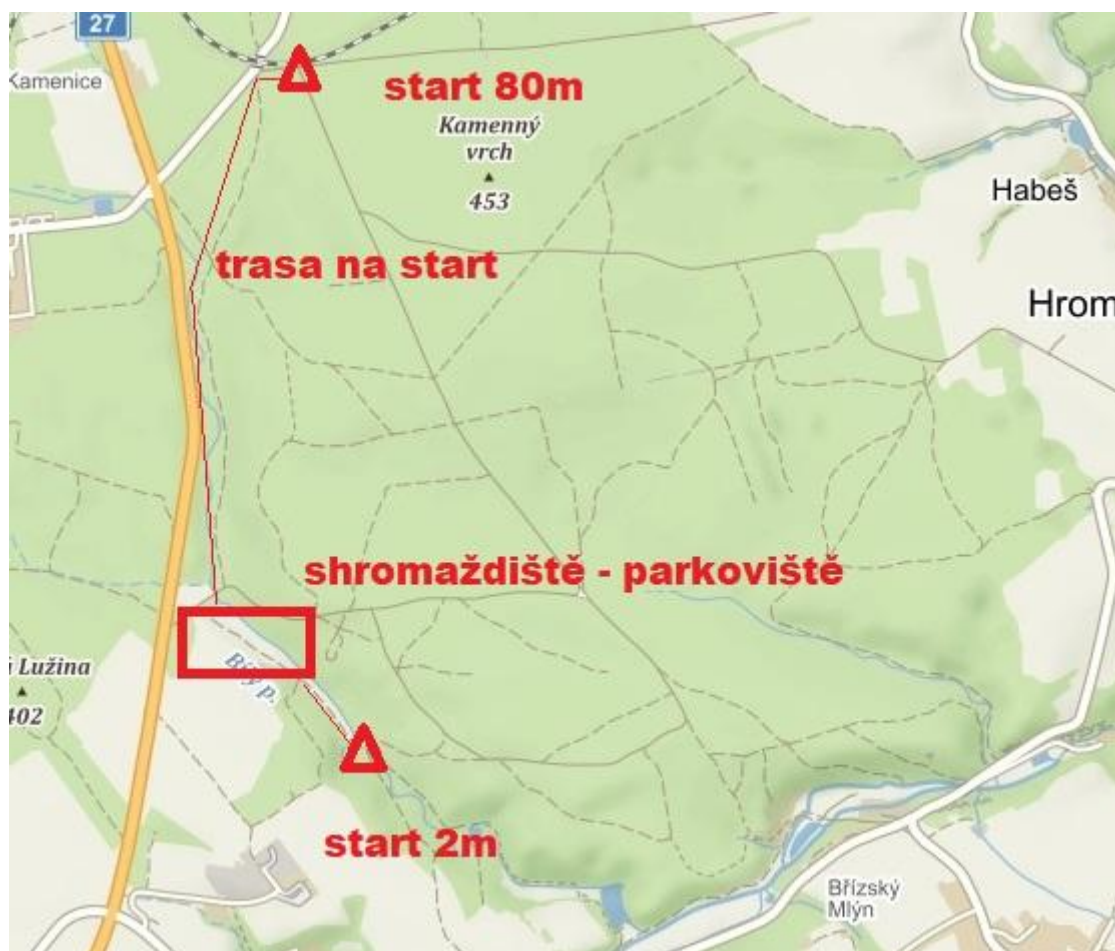 27
Kamenice
start 80m
Kamenný
vrch
453
Habeš
trasa na start
Hrom
shromaždiště - parkoviště
Lužina
402
Bílý p.
start 2m
Břízský
Mlýn